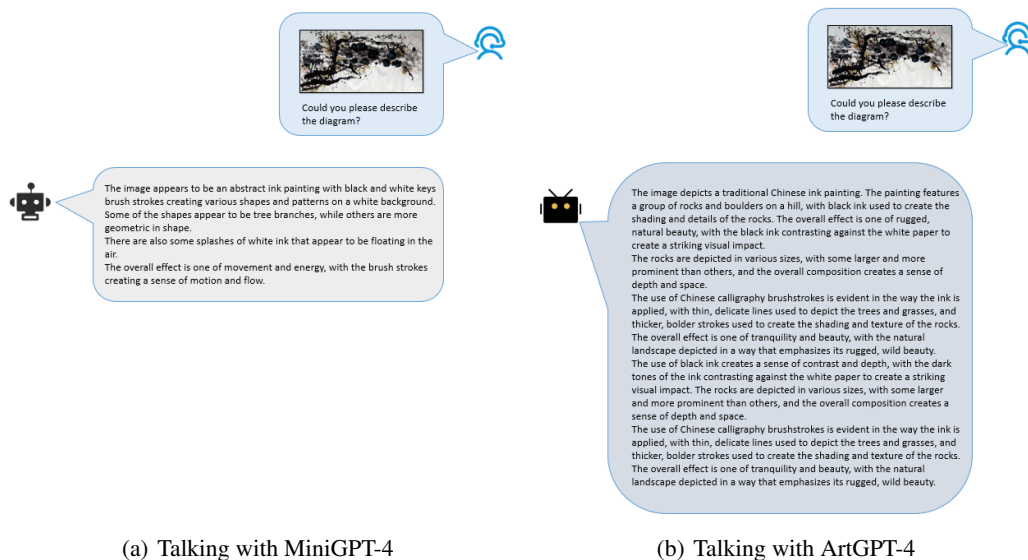 Could you please describe
the diagram?
The image appears to be an abstract ink painting with black and white keys
brush strokes creating various shapes and patterns on a white background.
Some of the shapes appear to be tree branches, while others are more
geometric in shape.
There are also some splashes of white ink that appear to be floating in the
air.
The overall effect is one of movement and energy, with the brush strokes
creating a sense of motion and flow.
(a) Talking with MiniGPT-4
Could you please describe
the diagram?
The image depicts a traditional Chinese ink painting. The painting features
a group of rocks and boulders on a hill, with black ink used to create the
shading and details of the rocks. The overall effect is one of rugged,
natural beauty, with the black ink contrasting against the white paper to
create a striking visual impact.
The rocks are depicted in various sizes, with some larger and more
prominent than others, and the overall composition creates a sense of
depth and space.
The use of Chinese calligraphy brushstrokes is evident in the way the ink is
applied, with thin, delicate lines used to depict the trees and grasses, and
thicker, bolder strokes used to create the shading and texture of the rocks.
The overall effect is one of tranquility and beauty, with the natural
landscape depicted in a way that emphasizes its rugged, wild beauty.
The use of black ink creates a sense of contrast and depth, with the dark
tones of the ink contrasting against the white paper to create a striking
visual impact. The rocks are depicted in various sizes, with some larger
and more prominent than others, and the overall composition creates a
sense of depth and space.
The use of Chinese calligraphy brushstrokes is evident in the way the ink is
applied, with thin, delicate lines used to depict the trees and grasses, and
thicker, bolder strokes used to create the shading and texture of the rocks.
The overall effect is one of tranquility and beauty, with the natural
landscape depicted in a way that emphasizes its rugged, wild beauty.
(b) Talking with ArtGPT-4